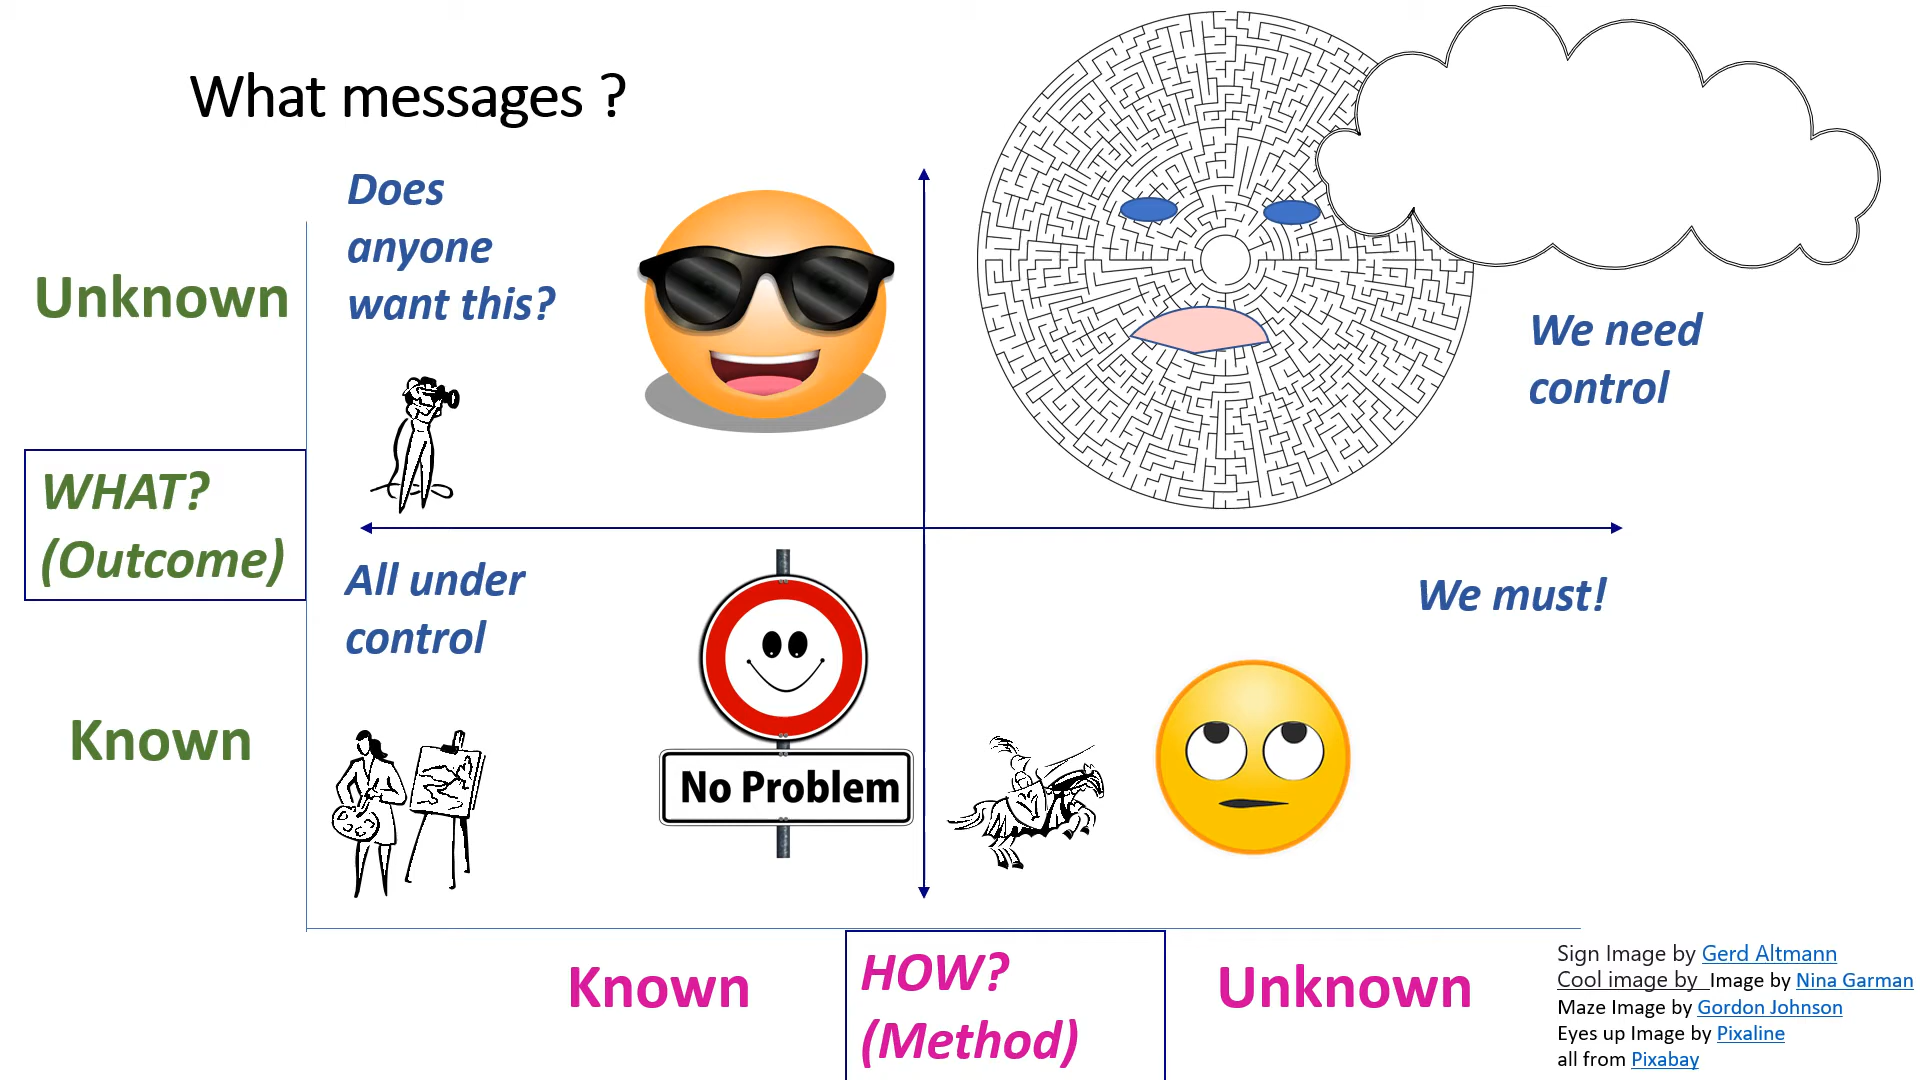 What messages ?
Does
anyone
want this?
Unknown
We need
control
WHAT?
(Outcome)
All under
control
We must!
Known
No Problem
Known
HOW?
(Method)
Unknown
Sign Image by Gerd Altmann
Cool image by  Image by Nina Garman
Maze Image by Gordon Johnson
Eyes up Image by Pixaline
all from Pixabay